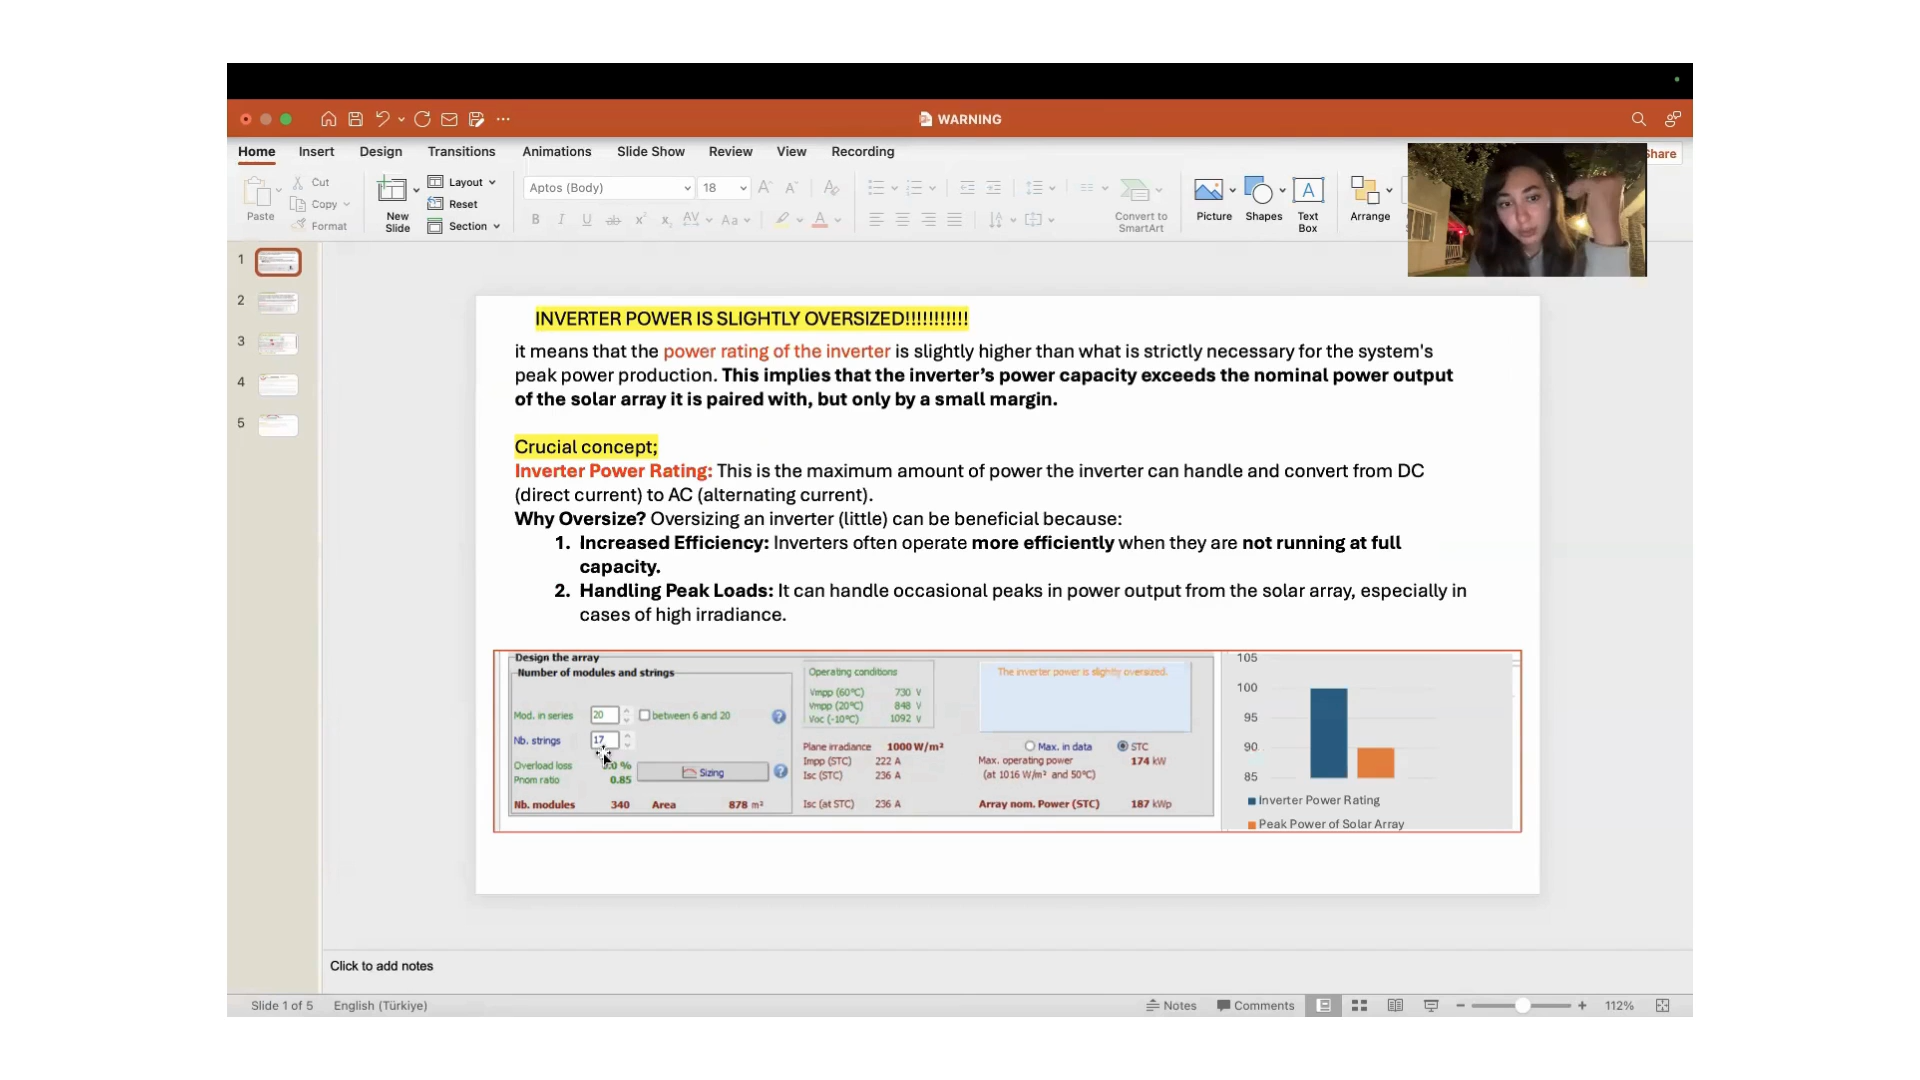 WARNING
Home Insert Design Transitions Animations Slide Show Review View Recording
Share
Paste
Cut
Copy
Format
New Slide
Layout
Reset
Section
Aptos (Body) 18
Convert to SmartArt
Picture
Shapes
Text Box
Arrange
1
2
3
4
5
INVERTER POWER IS SLIGHTLY OVERSIZED!!!!!!!!!!!
it means that the power rating of the inverter is slightly higher than what is strictly necessary for the system's
peak power production. This implies that the inverter’s power capacity exceeds the nominal power output
of the solar array it is paired with, but only by a small margin.
Crucial concept;
Inverter Power Rating: This is the maximum amount of power the inverter can handle and convert from DC
(direct current) to AC (alternating current).
Why Oversize? Oversizing an inverter (little) can be beneficial because:
1. Increased Efficiency: Inverters often operate more efficiently when they are not running at full
capacity.
2. Handling Peak Loads: It can handle occasional peaks in power output from the solar array, especially in
cases of high irradiance.
Design the array
Number of modules and strings
Mod. in series 20 between 6 and 20
Nb. strings 17
Overload loss %
Pnom ratio 0.85
Sizing
Nb. modules 340 Area 878 m²
Operating conditions
Vmpp (60°C) 730 V
Vmpp (20°C) 848 V
Voc (-10°C) 1092 V
Plane irradiance 1000 W/m²
Impp (STC) 222 A
Isc (STC) 236 A
Isc (at STC) 236 A
The inverter power is slightly oversized.
Max. in data STC
Max. operating power 174 kW
(at 1016 W/m² and 50°C)
Array nom. Power (STC) 187 kWp
105
100
95
90
85
Inverter Power Rating
Peak Power of Solar Array
Click to add notes
Slide 1 of 5 English (Türkiye) Notes Comments 112%